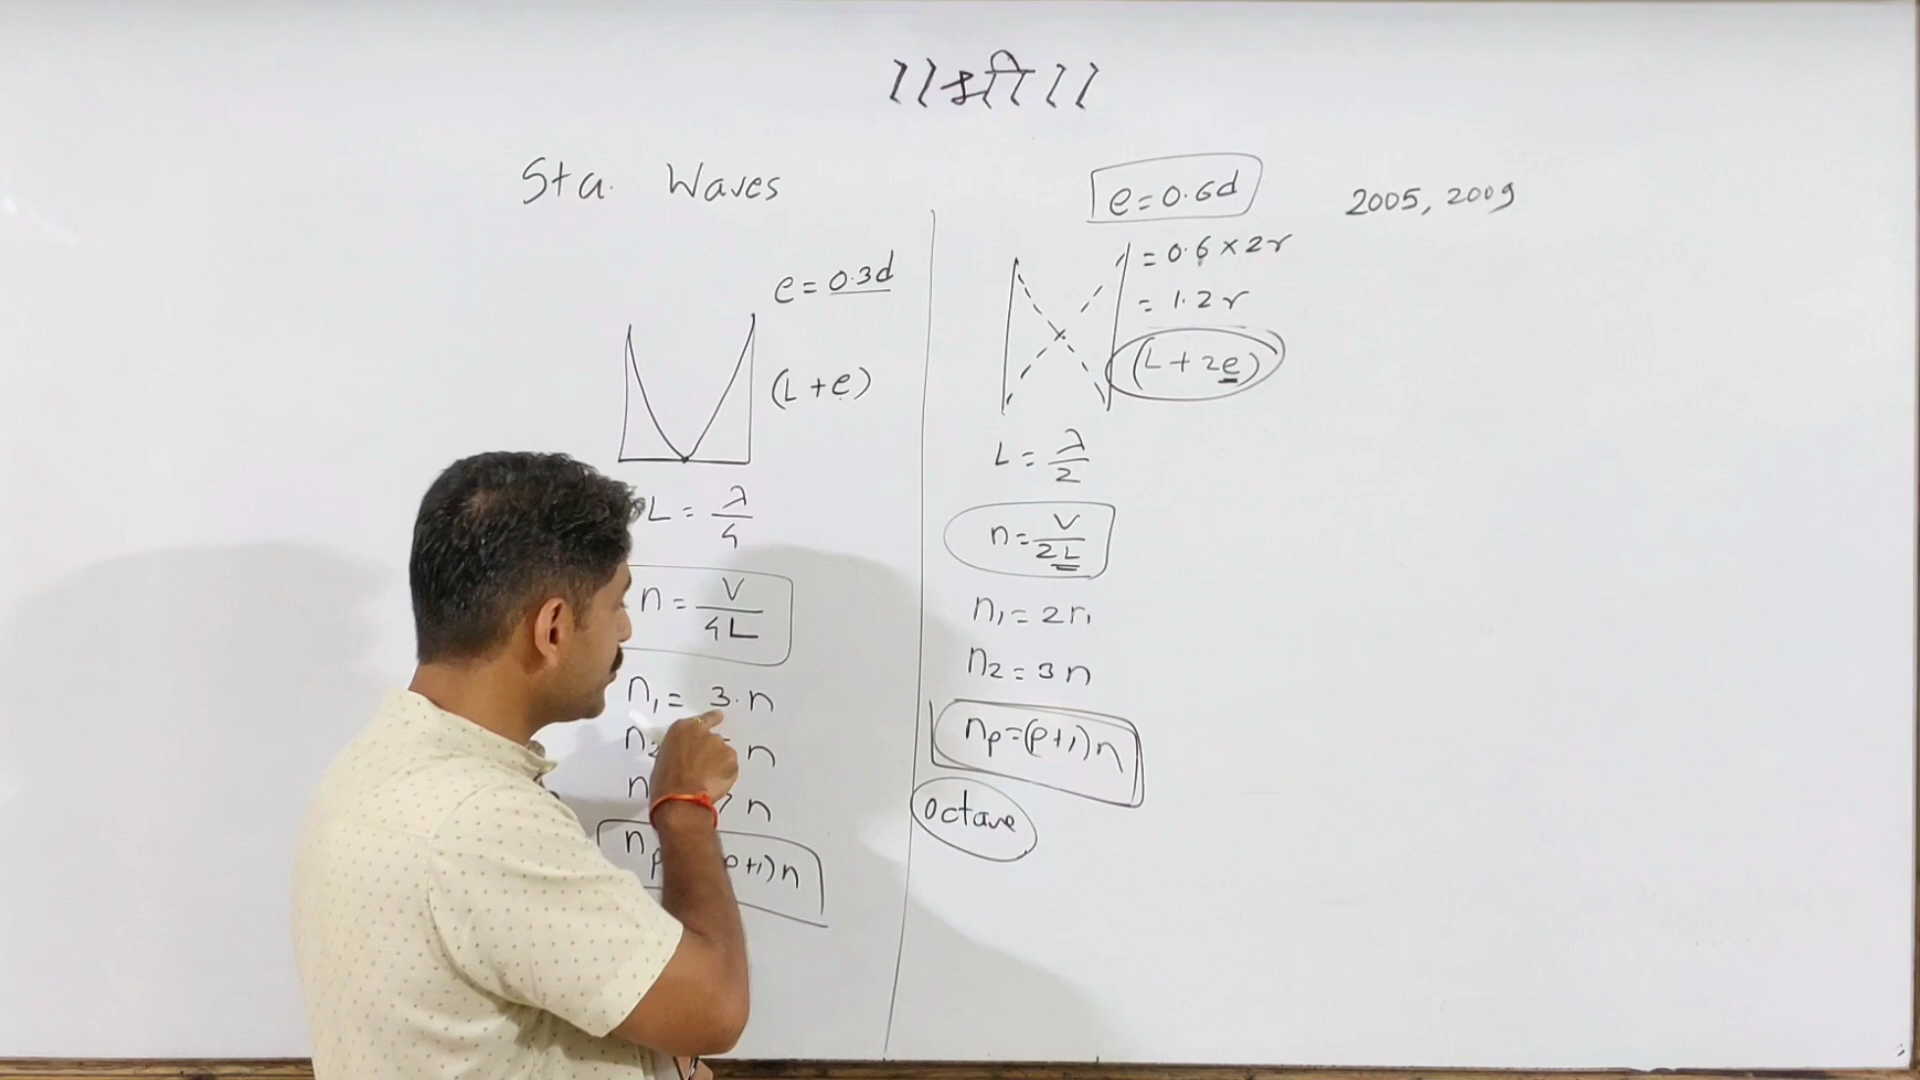 ॥ श्री ॥
Sta. Waves
e = 0.3d
(L + e)
L = λ/4
n = V/4L
n₁ = 3·n
n
n
n
nₚ
p+1)n
e = 0.6d
= 0.6 × 2r
= 1.2r
(L + 2e)
L = λ/2
n = V/2L
n₁ = 2n
n₂ = 3n
nₚ = (p+1)n
octave
2005, 2009